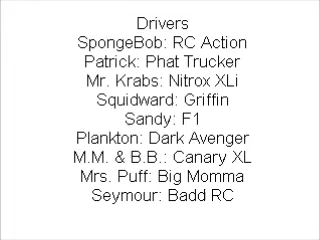 Drivers
SpongeBob: RC Action
Patrick: Phat Trucker
Mr. Krabs: Nitrox XLi
Squidward: Griffin
Sandy: F1
Plankton: Dark Avenger
M.M. & B.B.: Canary XL
Mrs. Puff: Big Momma
Seymour: Badd RC